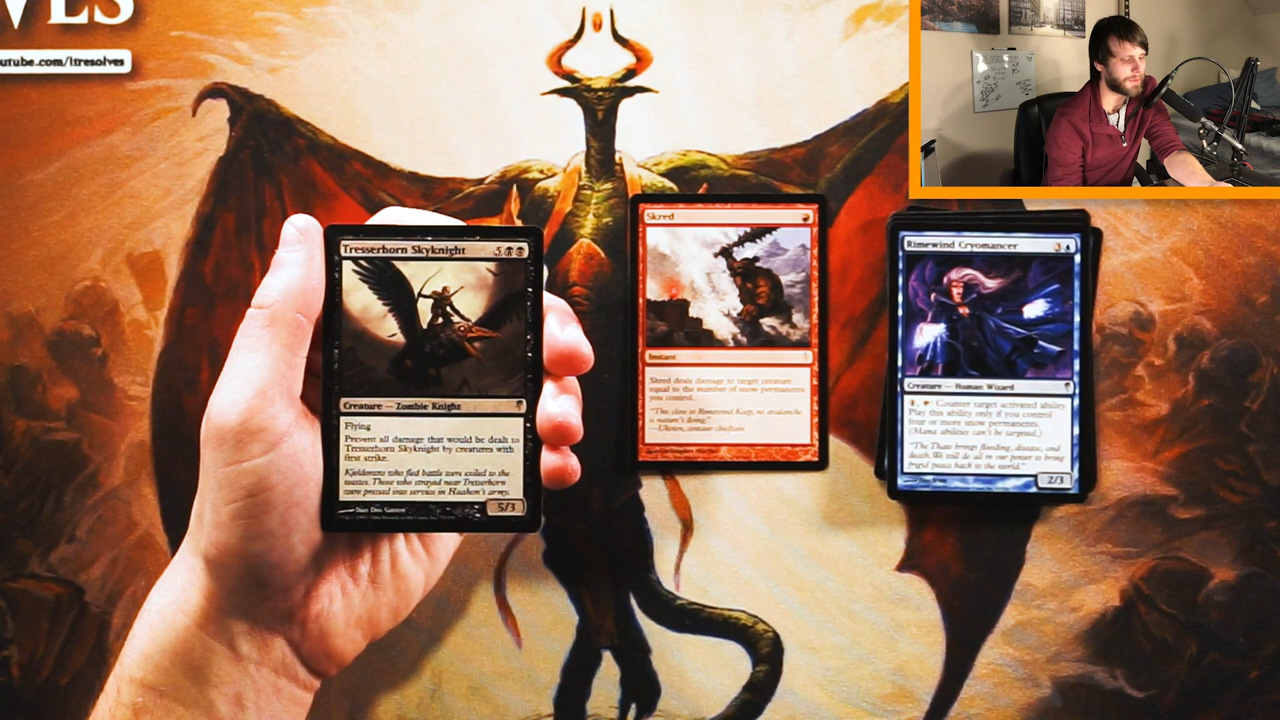 VES
utube.com/ltresolves
Tresserhorn Skyknight
5
Creature — Zombie Knight
Flying
Prevent all damage that would be dealt to
Tresserhorn Skyknight by creatures with
first strike.
Kjeldorans who fled battle were exiled to the
wastes. Those who strayed near Tresserhorn
were pressed into service in Haakon's army.
5/3
Skred
Instant
Skred deals damage to target creature
equal to the number of snow permanents
you control.
"This close to Rimewind Keep, no avalanche
is nature's doing."
Rimewind Cryomancer
3
Creature — Human Wizard
1, : Counter target activated ability.
Play this ability only if you control
four or more snow permanents.
(Mana abilities can't be targeted.)
"The Thaw brings flooding, disease, and
death. We will do all in our power to bring
frigid peace back to the world."
2/3